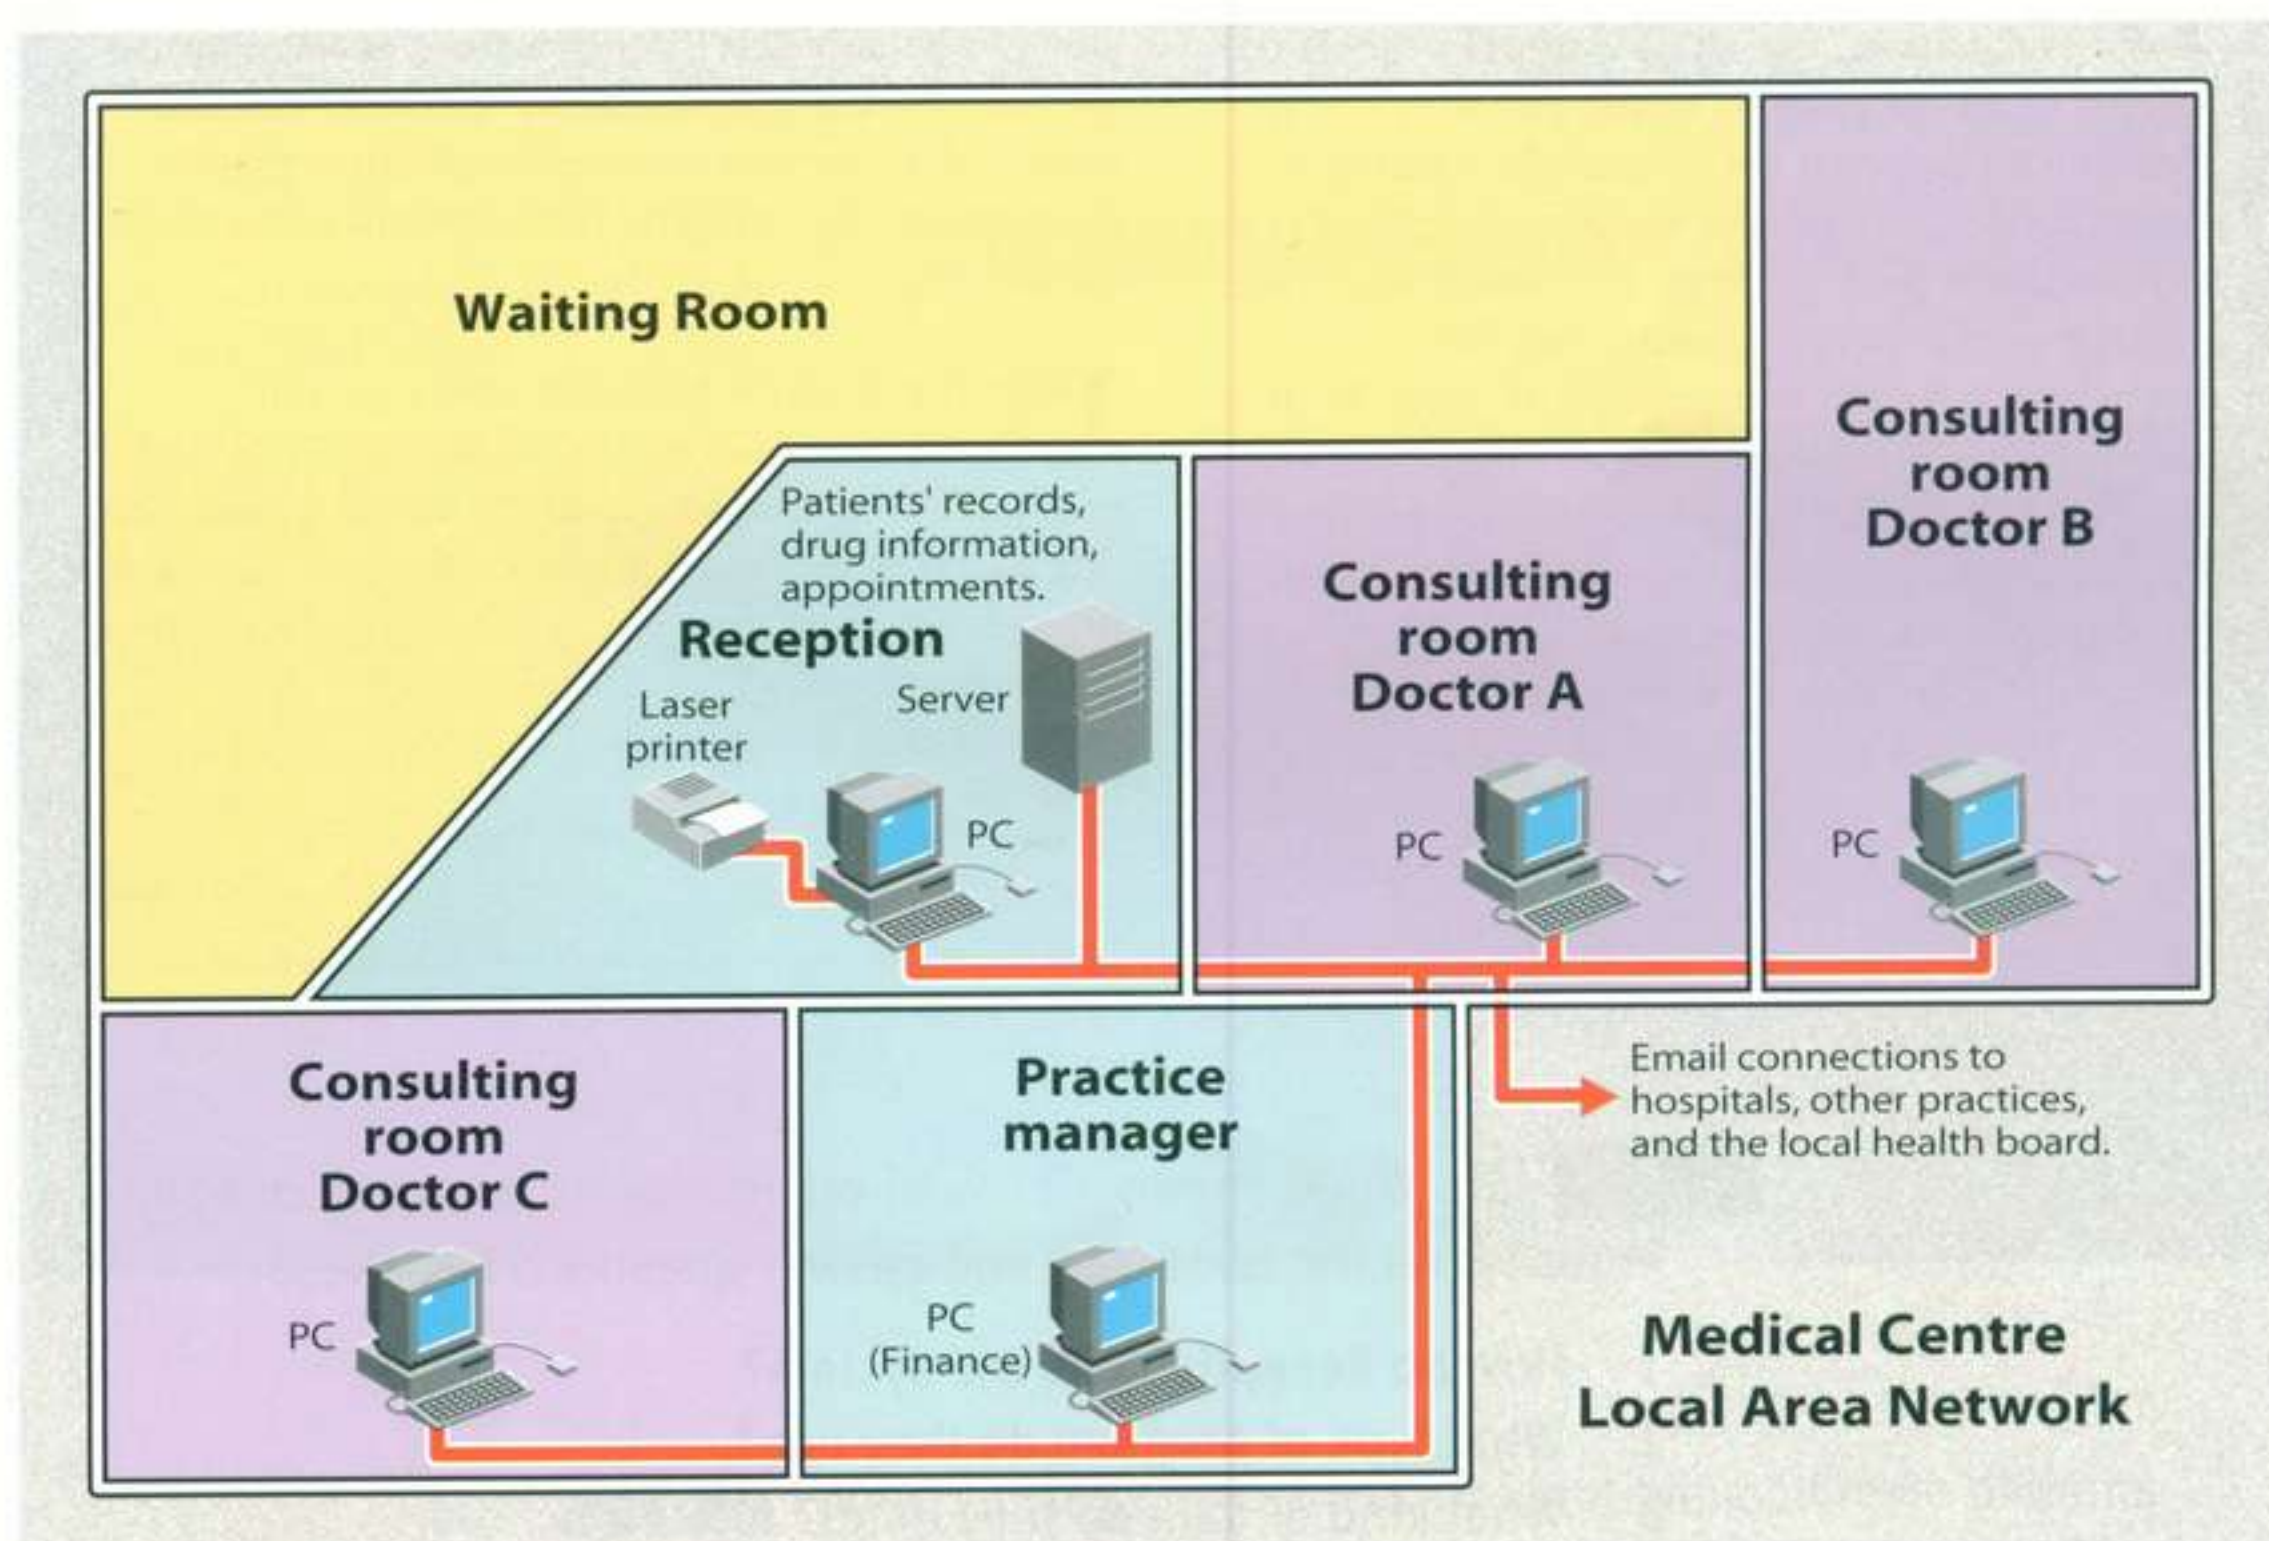 Waiting Room
Patients' records,
drug information,
appointments.
Reception
Laser
printer
Server
PC
Consulting
room
Doctor A
PC
Consulting
room
Doctor B
PC
Consulting
room
Doctor C
PC
Practice
manager
PC
(Finance)
Email connections to
hospitals, other practices,
and the local health board.
Medical Centre
Local Area Network